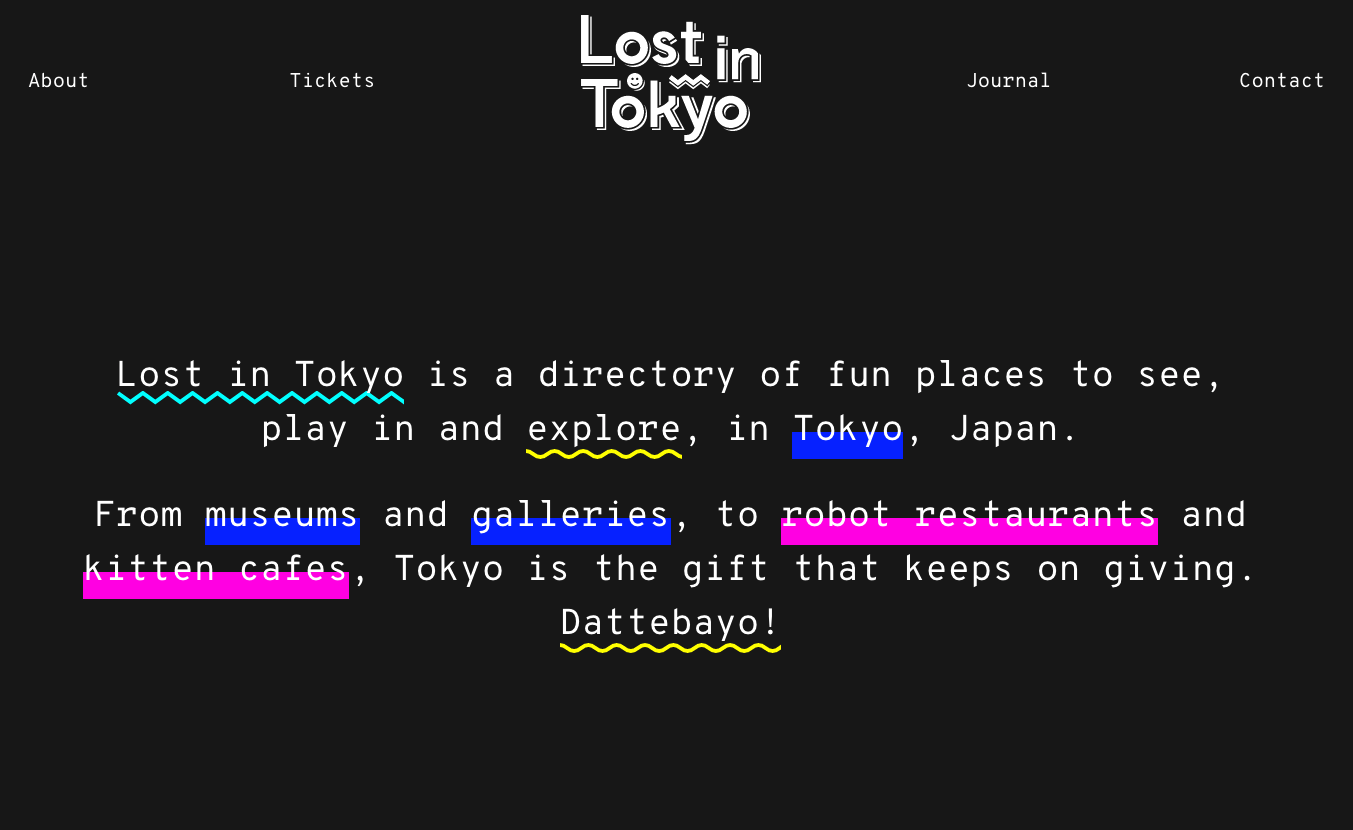 About
Tickets
Lost in
Tokyo
Journal
Contact
Lost in Tokyo is a directory of fun places to see,
play in and explore, in Tokyo, Japan.
From museums and galleries, to robot restaurants and
kitten cafes, Tokyo is the gift that keeps on giving.
Dattebayo!